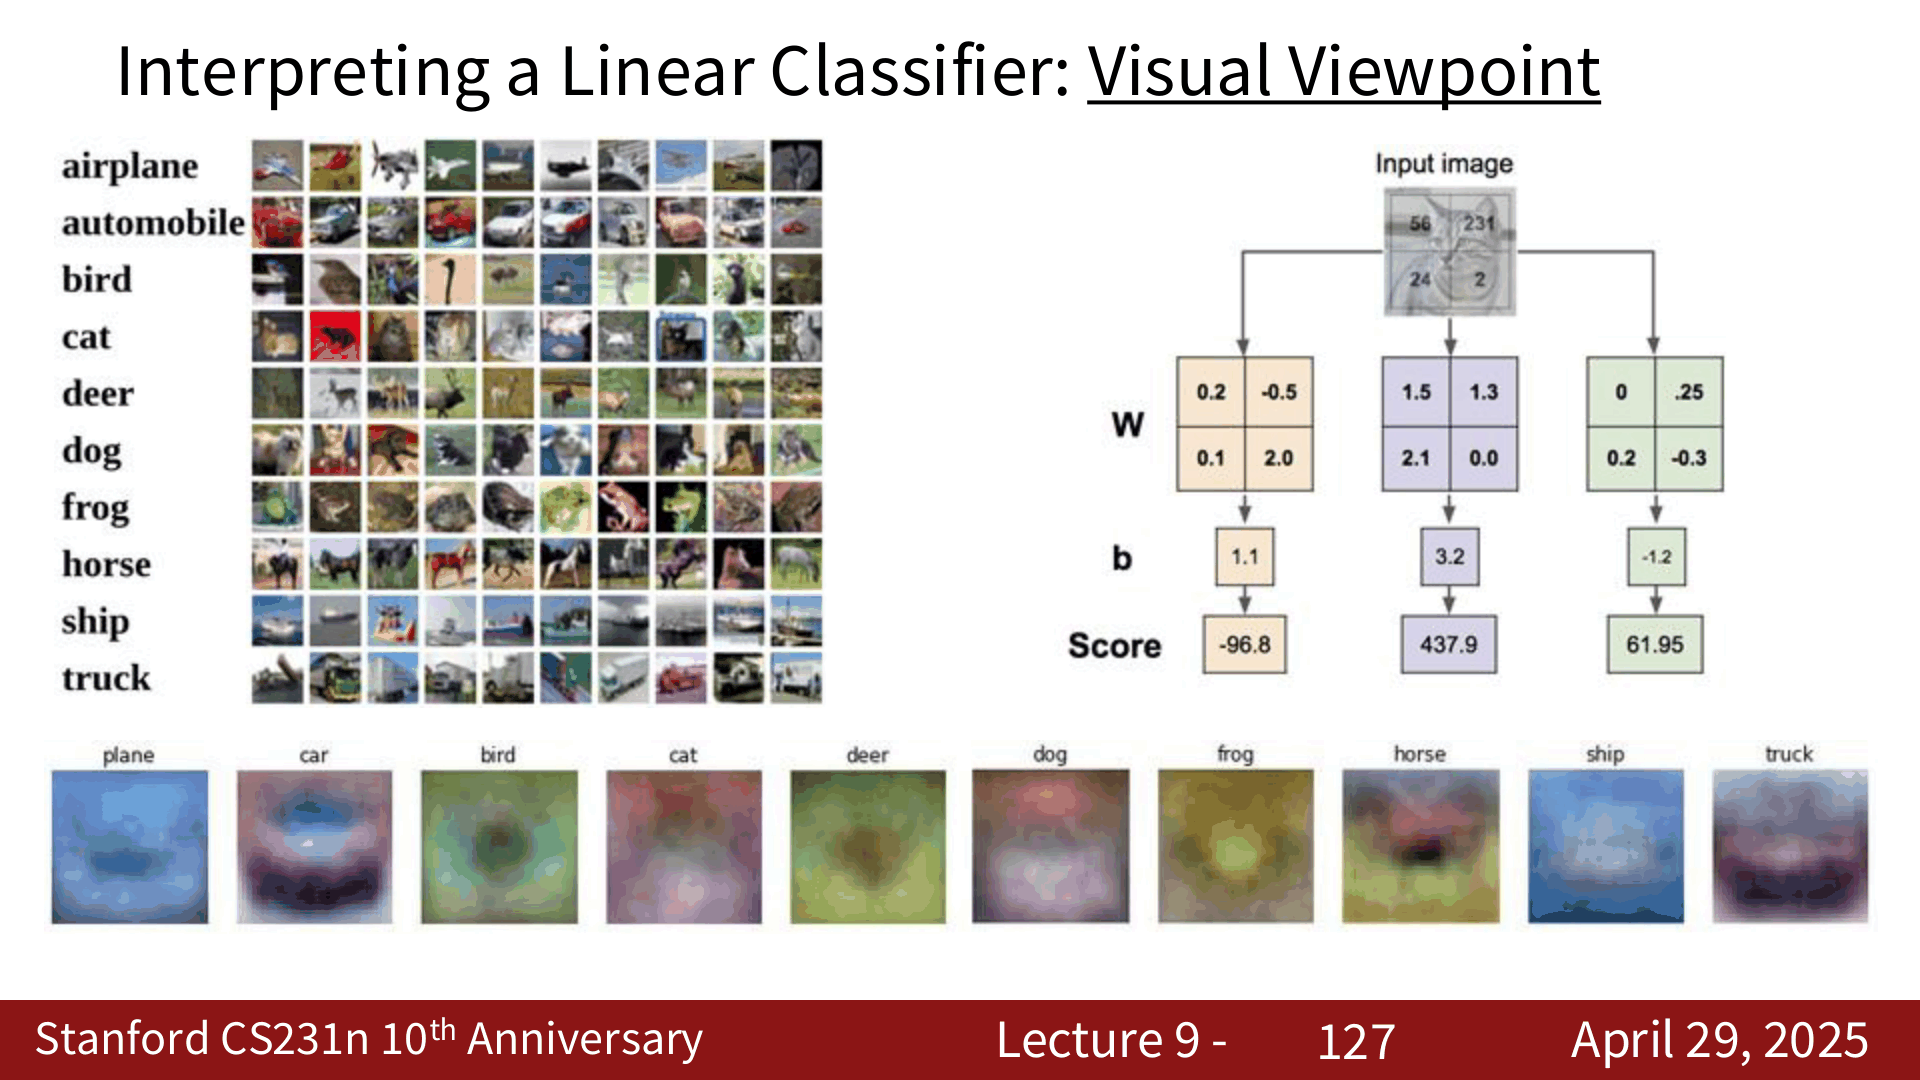 Interpreting a Linear Classifier: Visual Viewpoint
airplane
automobile
bird
cat
deer
dog
frog
horse
ship
truck
Input image
56 231
24 2
W
0.2 -0.5
0.1 2.0
1.5 1.3
2.1 0.0
0 .25
0.2 -0.3
b
1.1 3.2 -1.2
Score
-96.8 437.9 61.95
plane car bird cat deer dog frog horse ship truck
Stanford CS231n 10th Anniversary
Lecture 9 - 127
April 29, 2025